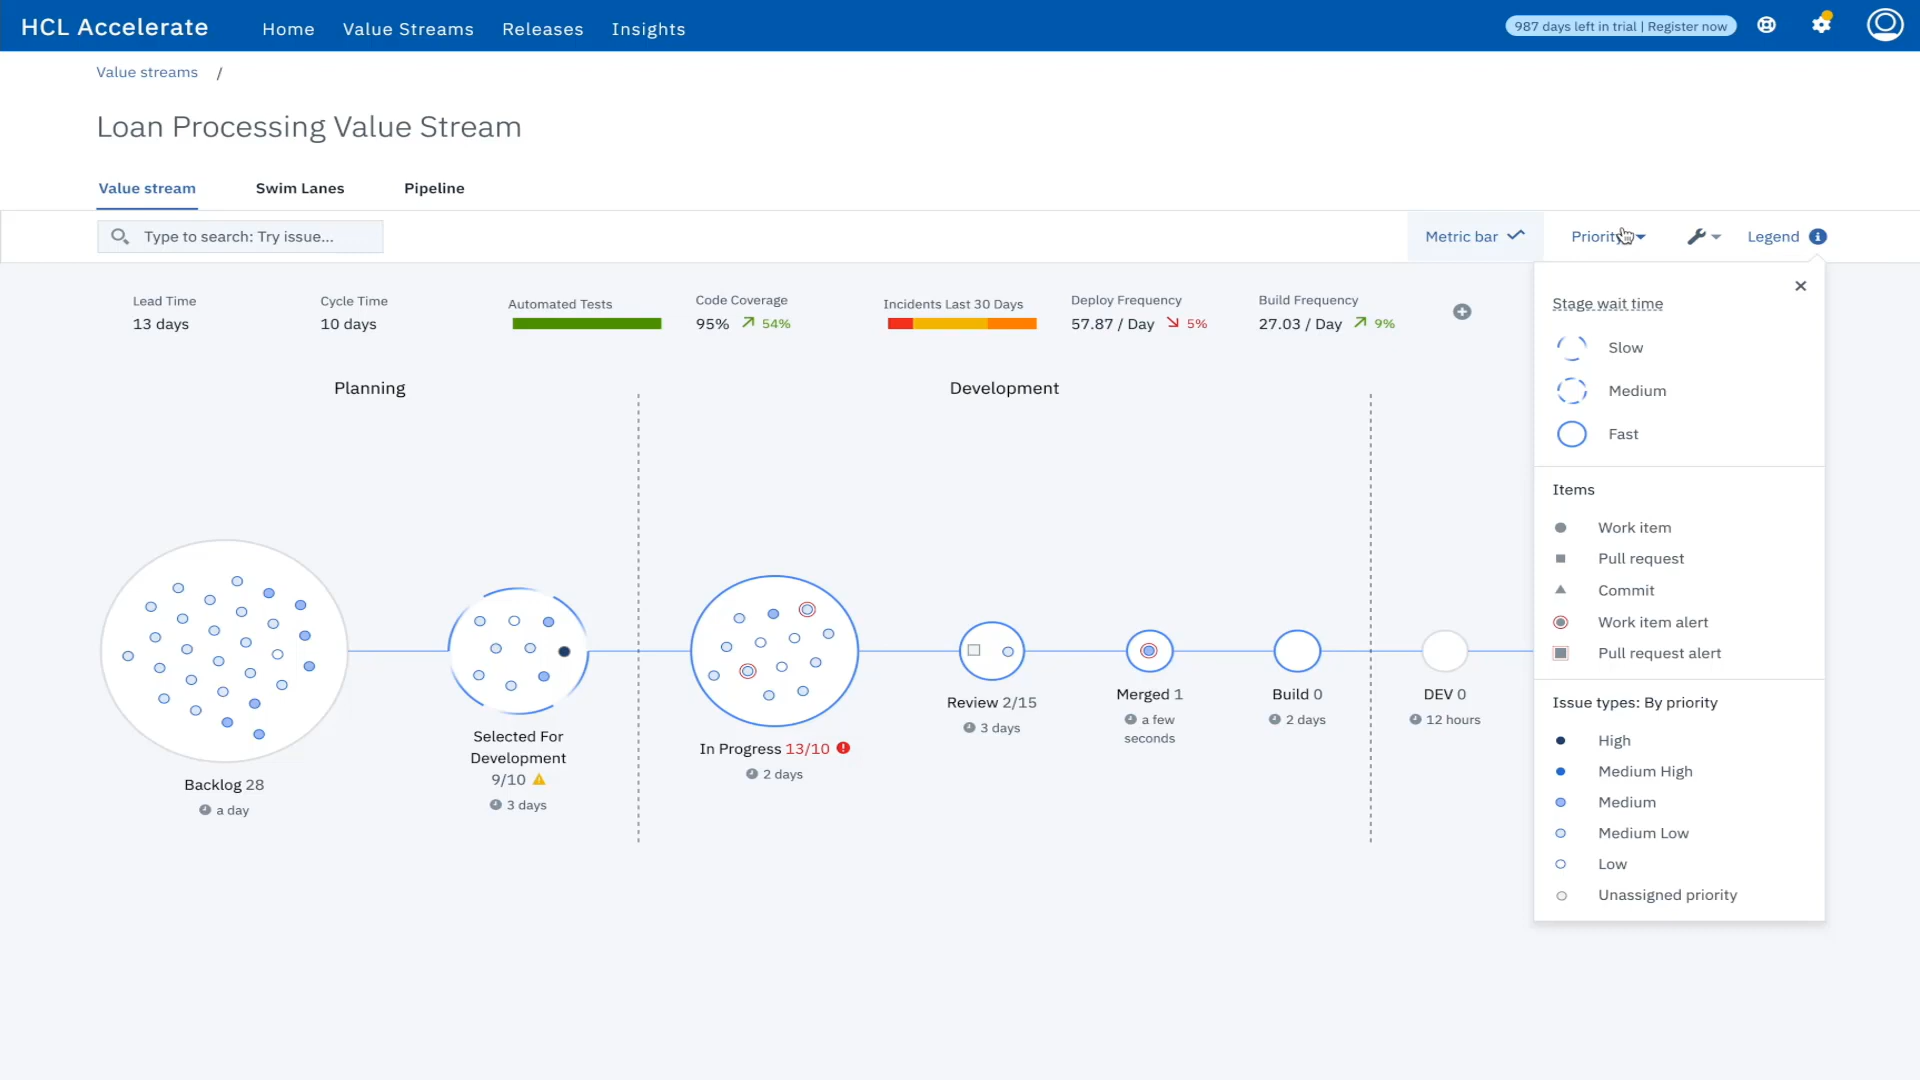 HCL Accelerate
Home
Value Streams
Releases
Insights
987 days left in trial | Register now
Value streams /
Loan Processing Value Stream
Value stream
Swim Lanes
Pipeline
Type to search: Try issue...
Metric bar
Priority
Legend
Lead Time
13 days
Cycle Time
10 days
Automated Tests
Code Coverage
95% 54%
Incidents Last 30 Days
Deploy Frequency
57.87 / Day 5%
Build Frequency
27.03 / Day 9%
Planning
Development
Backlog 28
a day
Selected For
Development
9/10
3 days
In Progress 13/10
2 days
Review 2/15
3 days
Merged 1
a few
seconds
Build 0
2 days
DEV 0
12 hours
Stage wait time
Slow
Medium
Fast
Items
Work item
Pull request
Commit
Work item alert
Pull request alert
Issue types: By priority
High
Medium High
Medium
Medium Low
Low
Unassigned priority